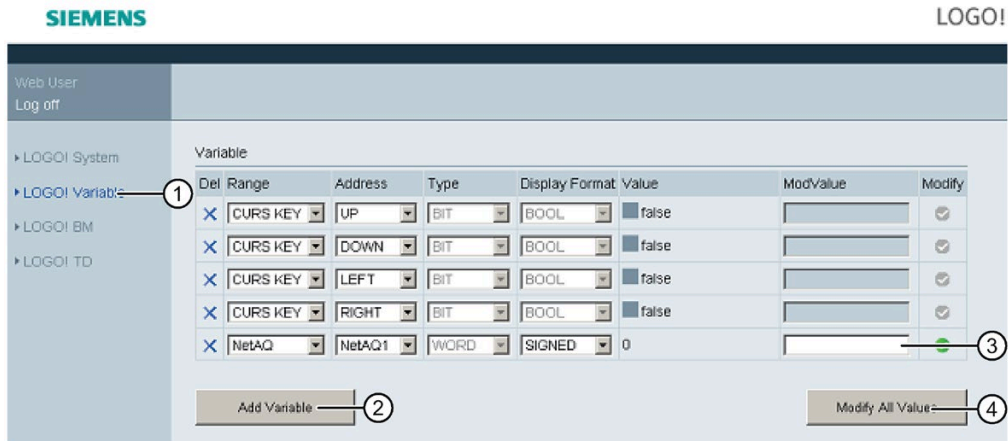 SIEMENS LOGO!
Web User
Log off
LOGO! System
LOGO! Variable 1
LOGO! BM
LOGO! TD
Variable
Del Range Address Type Display Format Value ModValue Modify
CURS KEY UP BIT BOOL false
CURS KEY DOWN BIT BOOL false
CURS KEY LEFT BIT BOOL false
CURS KEY RIGHT BIT BOOL false
NetAQ NetAQ1 WORD SIGNED 0 3
Add Variable 2 Modify All Values 4